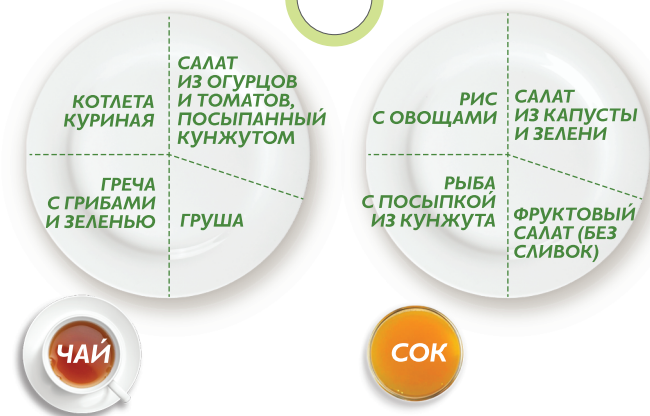 КОТЛЕТА
КУРИНАЯ
САЛАТ
ИЗ ОГУРЦОВ
И ТОМАТОВ,
ПОСЫПАННЫЙ
КУНЖУТОМ
ГРЕЧА
С ГРИБАМИ
И ЗЕЛЕНЬЮ
ГРУША
ЧАЙ
РИС
С ОВОЩАМИ
САЛАТ
ИЗ КАПУСТЫ
И ЗЕЛЕНИ
РЫБА
С ПОСЫПКОЙ
ИЗ КУНЖУТА
ФРУКТОВЫЙ
САЛАТ (БЕЗ
СЛИВОК)
СОК